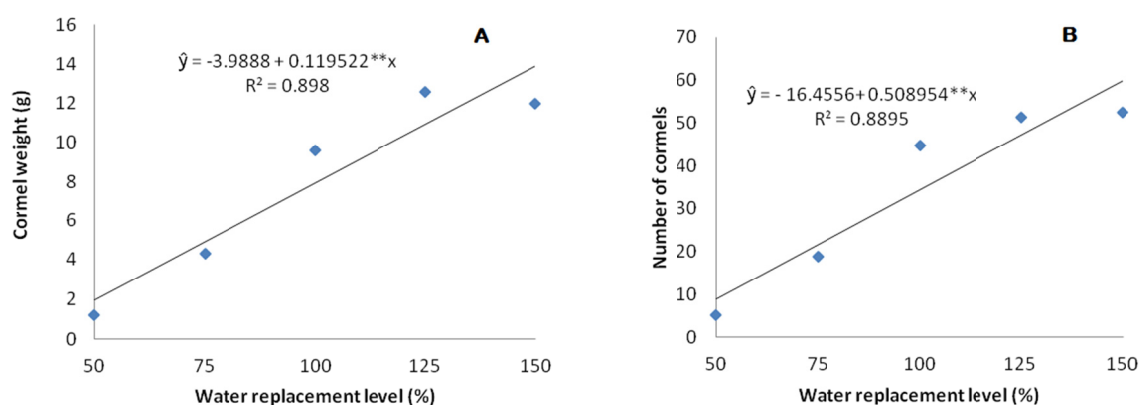 16
14
12
10
8
6
4
2
0
Cormel weight (g)
A
ŷ = -3.9888 + 0.119522**x
R² = 0.898
50 75 100 125 150
Water replacement level (%)
70
60
50
40
30
20
10
0
Number of cormels
B
ŷ = - 16.4556+ 0.508954**x
R² = 0.8895
50 75 100 125 150
Water replacement level (%)